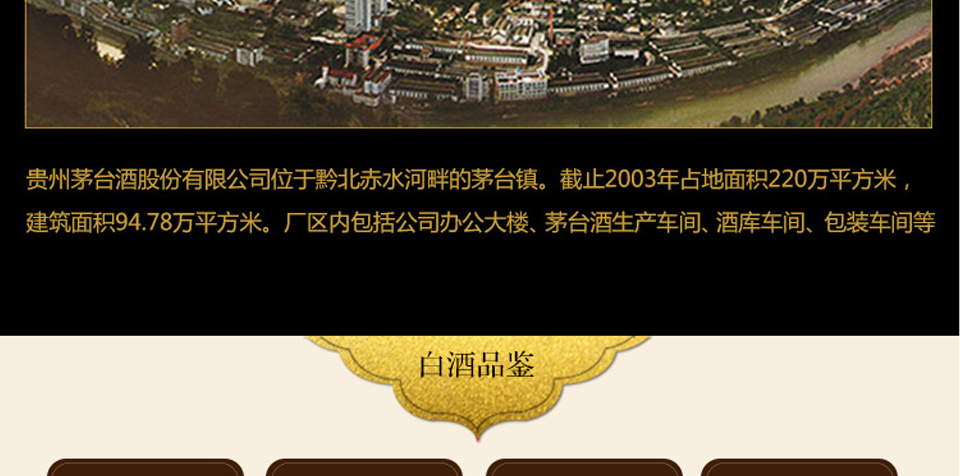 贵州茅台酒股份有限公司位于黔北赤水河畔的茅台镇。截止2003年占地面积220万平方米，
建筑面积94.78万平方米。厂区内包括公司办公大楼、茅台酒生产车间、酒库车间、包装车间等
白酒品鉴